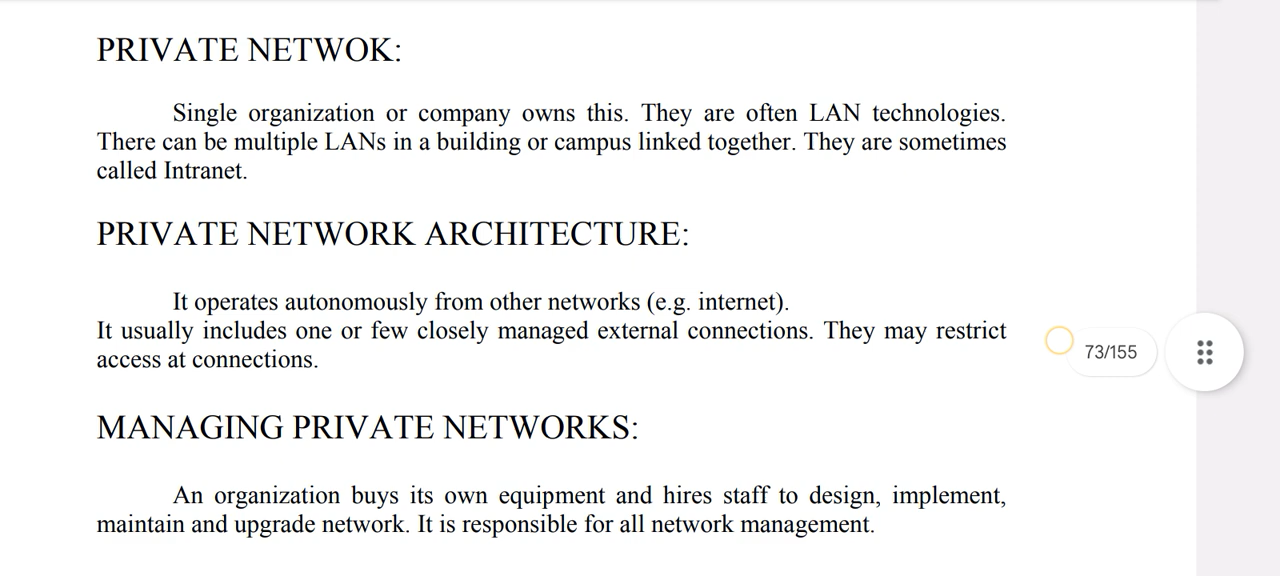 PRIVATE NETWOK:
Single organization or company owns this. They are often LAN technologies.
There can be multiple LANs in a building or campus linked together. They are sometimes
called Intranet.
PRIVATE NETWORK ARCHITECTURE:
It operates autonomously from other networks (e.g. internet).
It usually includes one or few closely managed external connections. They may restrict
access at connections.
73/155
MANAGING PRIVATE NETWORKS:
An organization buys its own equipment and hires staff to design, implement,
maintain and upgrade network. It is responsible for all network management.